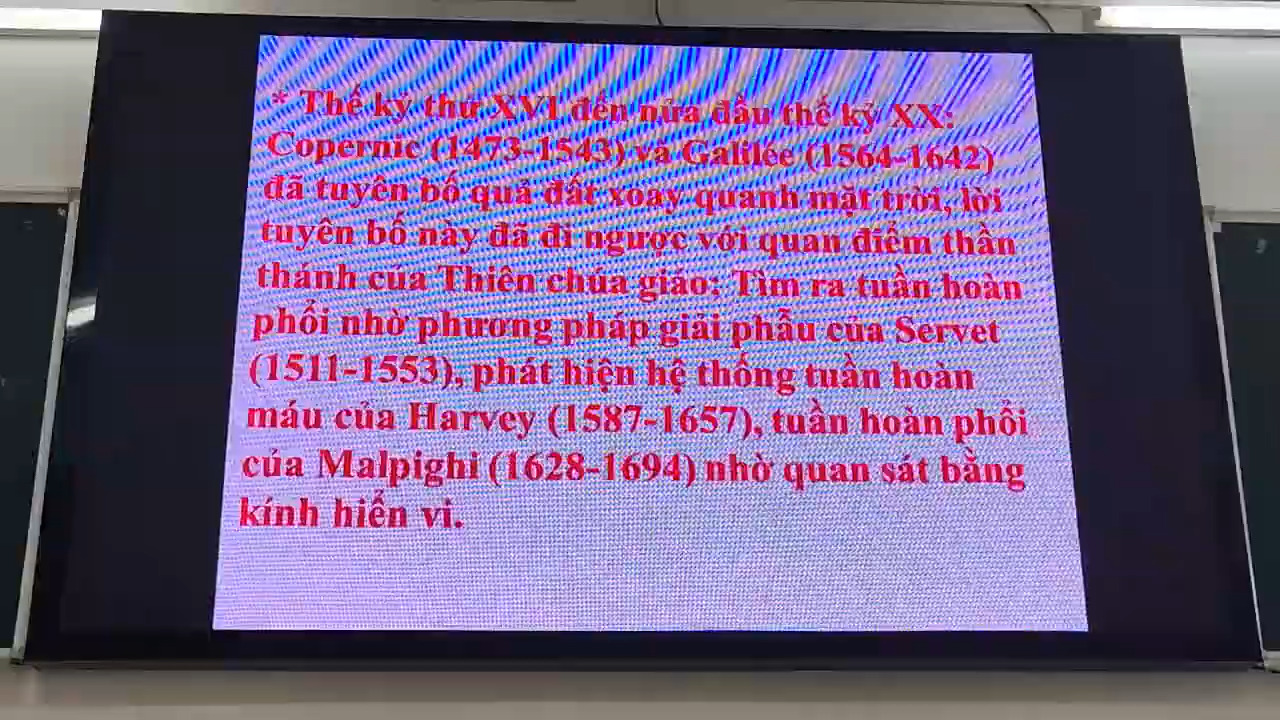 * Thế kỷ thứ XVI đến nửa đầu thế kỷ XX:
Copernic (1473-1543) và Galilée (1564-1642)
đã tuyên bố quả đất xoay quanh mặt trời, lời
tuyên bố này đã đi ngược với quan điểm thần
thánh của Thiên chúa giáo; Tìm ra tuần hoàn
phổi nhờ phương pháp giải phẫu của Servet
(1511-1553), phát hiện hệ thống tuần hoàn
máu của Harvey (1587-1657), tuần hoàn phổi
của Malpighi (1628-1694) nhờ quan sát bằng
kính hiển vi.